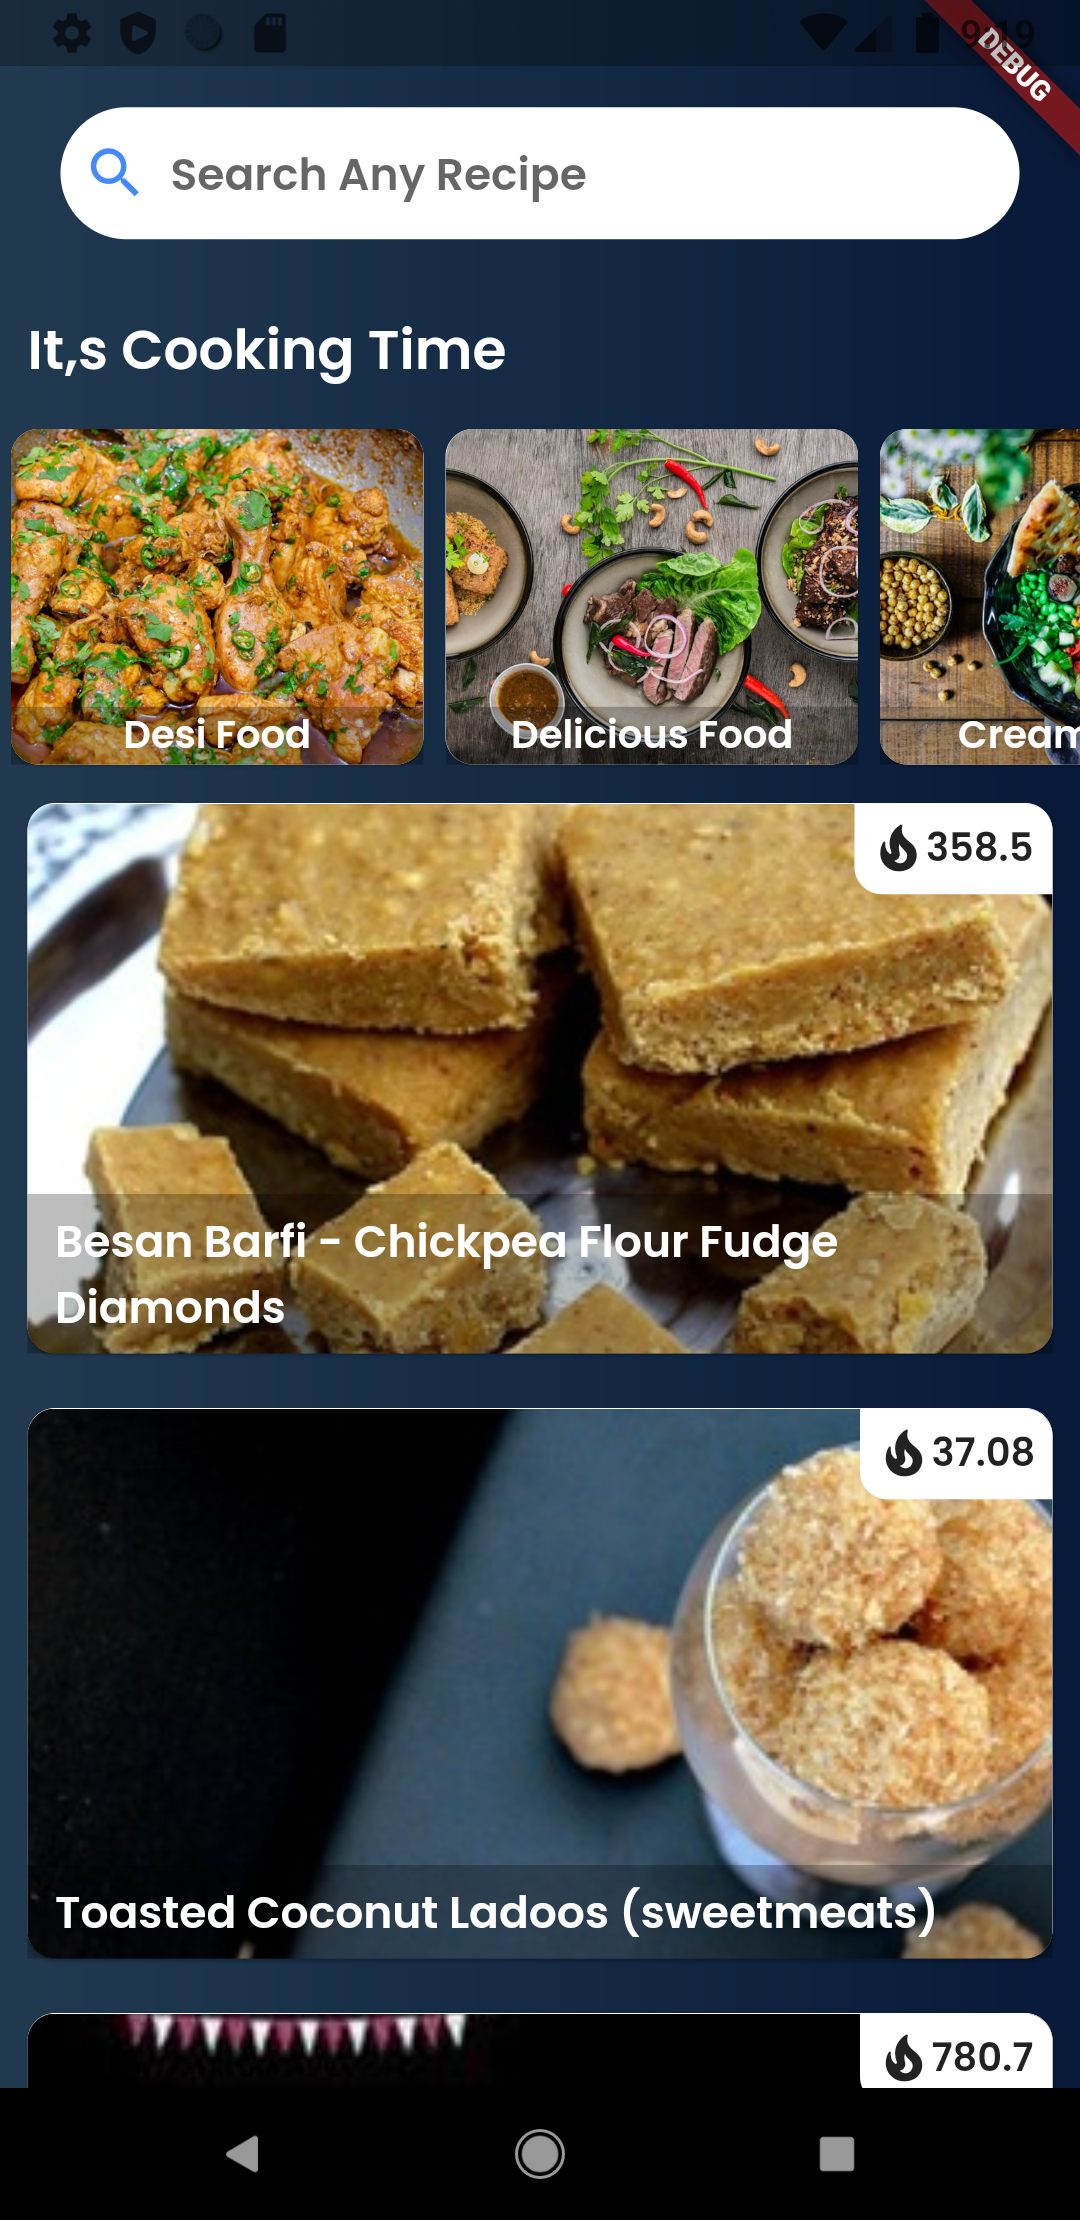 9:19
DEBUG
Search Any Recipe
It,s Cooking Time
Desi Food
Delicious Food
Cream
358.5
Besan Barfi - Chickpea Flour Fudge
Diamonds
37.08
Toasted Coconut Ladoos (sweetmeats)
780.7